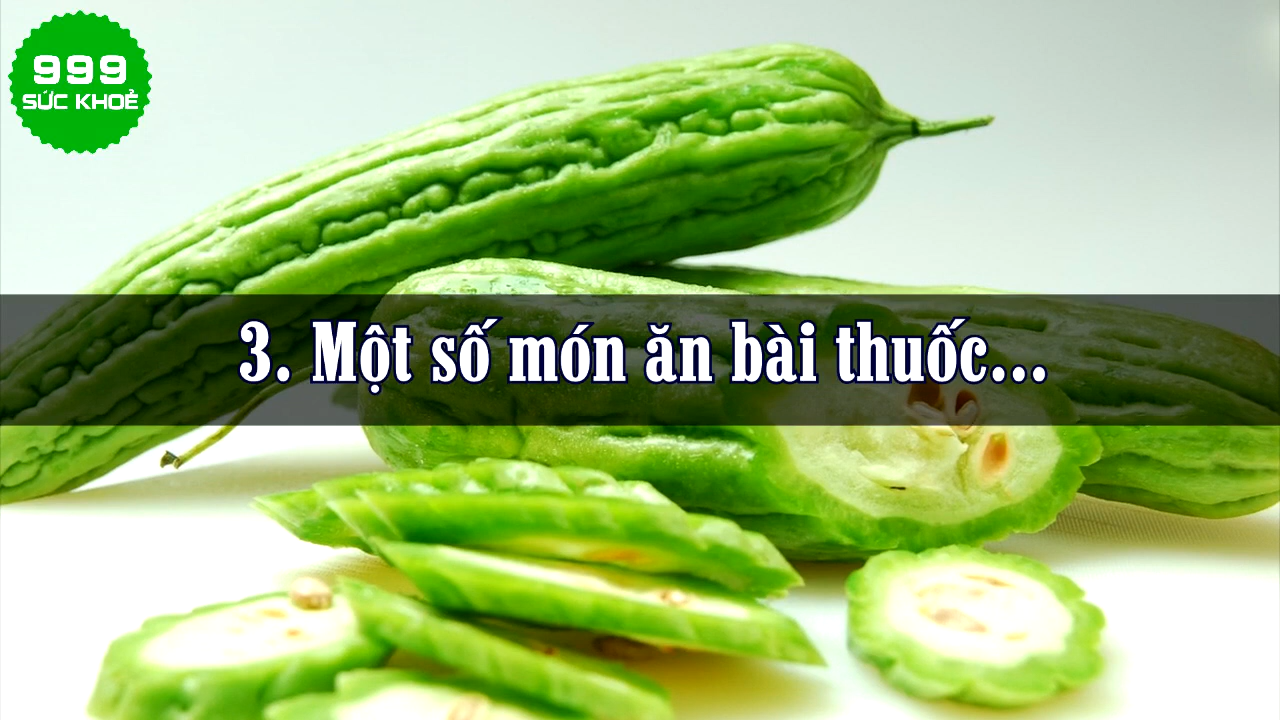 999
SỨC KHOẺ
3. Một số món ăn bài thuốc...